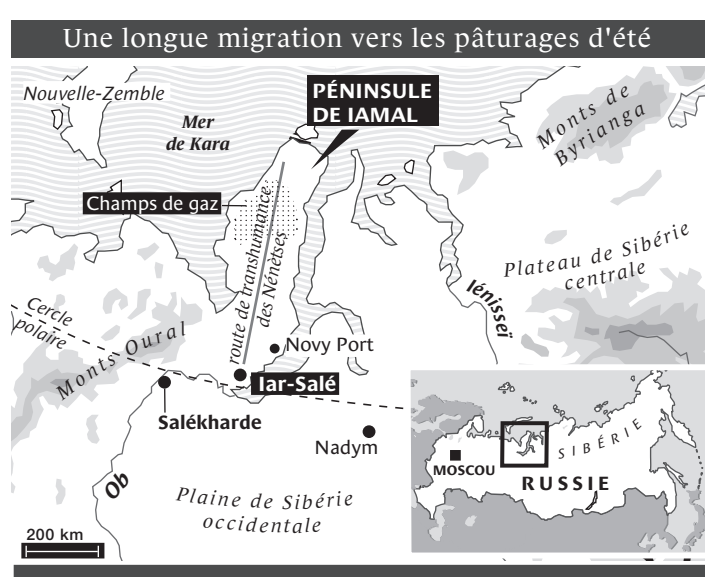 Une longue migration vers les pâturages d'été
Nouvelle-Zemble
Mer
de Kara
PÉNINSULE
DE IAMAL
Monts de
Byrianga
Champs de gaz
route de transhumance
des Nénètses
Plateau de Sibérie
centrale
Iénisseï
Cercle
polaire
Monts Oural
Novy Port
Iar-Salé
Salékharde
Nadym
Ob
Plaine de Sibérie
occidentale
200 km
SIBÉRIE
MOSCOU
RUSSIE